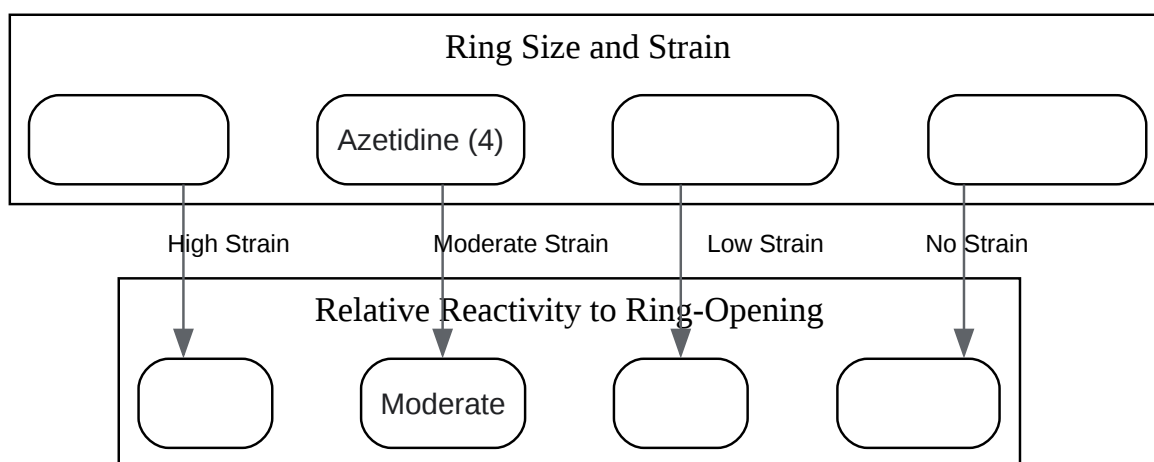 Ring Size and Strain
Azetidine (4)
High Strain
Moderate Strain
Low Strain
No Strain
Relative Reactivity to Ring-Opening
Moderate